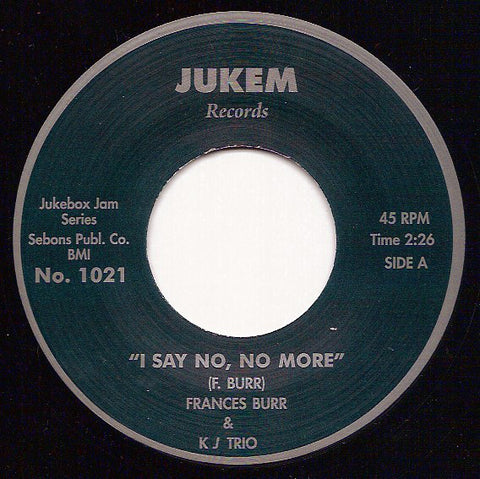 JUKEM
Records
Jukebox Jam
Series
Sebons Publ. Co.
BMI
No. 1021
45 RPM
Time 2:26
SIDE A
"I SAY NO, NO MORE"
(F. BURR)
FRANCES BURR
&
K J TRIO